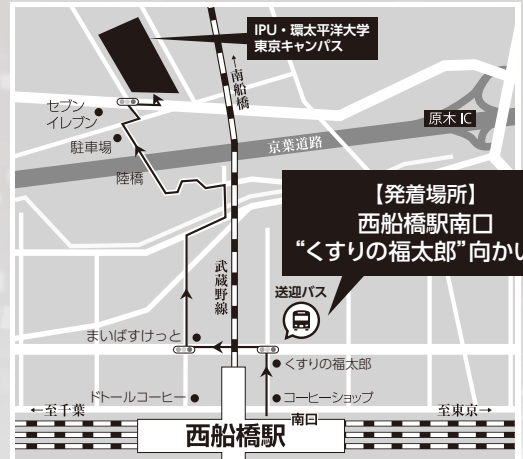 IPU・環太平洋大学
東京キャンパス
←南船橋
セブン
イレブン
原木IC
駐車場
京葉道路
陸橋
【発着場所】
西船橋駅南口
“くすりの福太郎”向かい
武蔵野線
送迎バス
まいばすけっと
くすりの福太郎
ドトールコーヒー
コーヒーショップ
←至千葉
南口
至東京→
西船橋駅